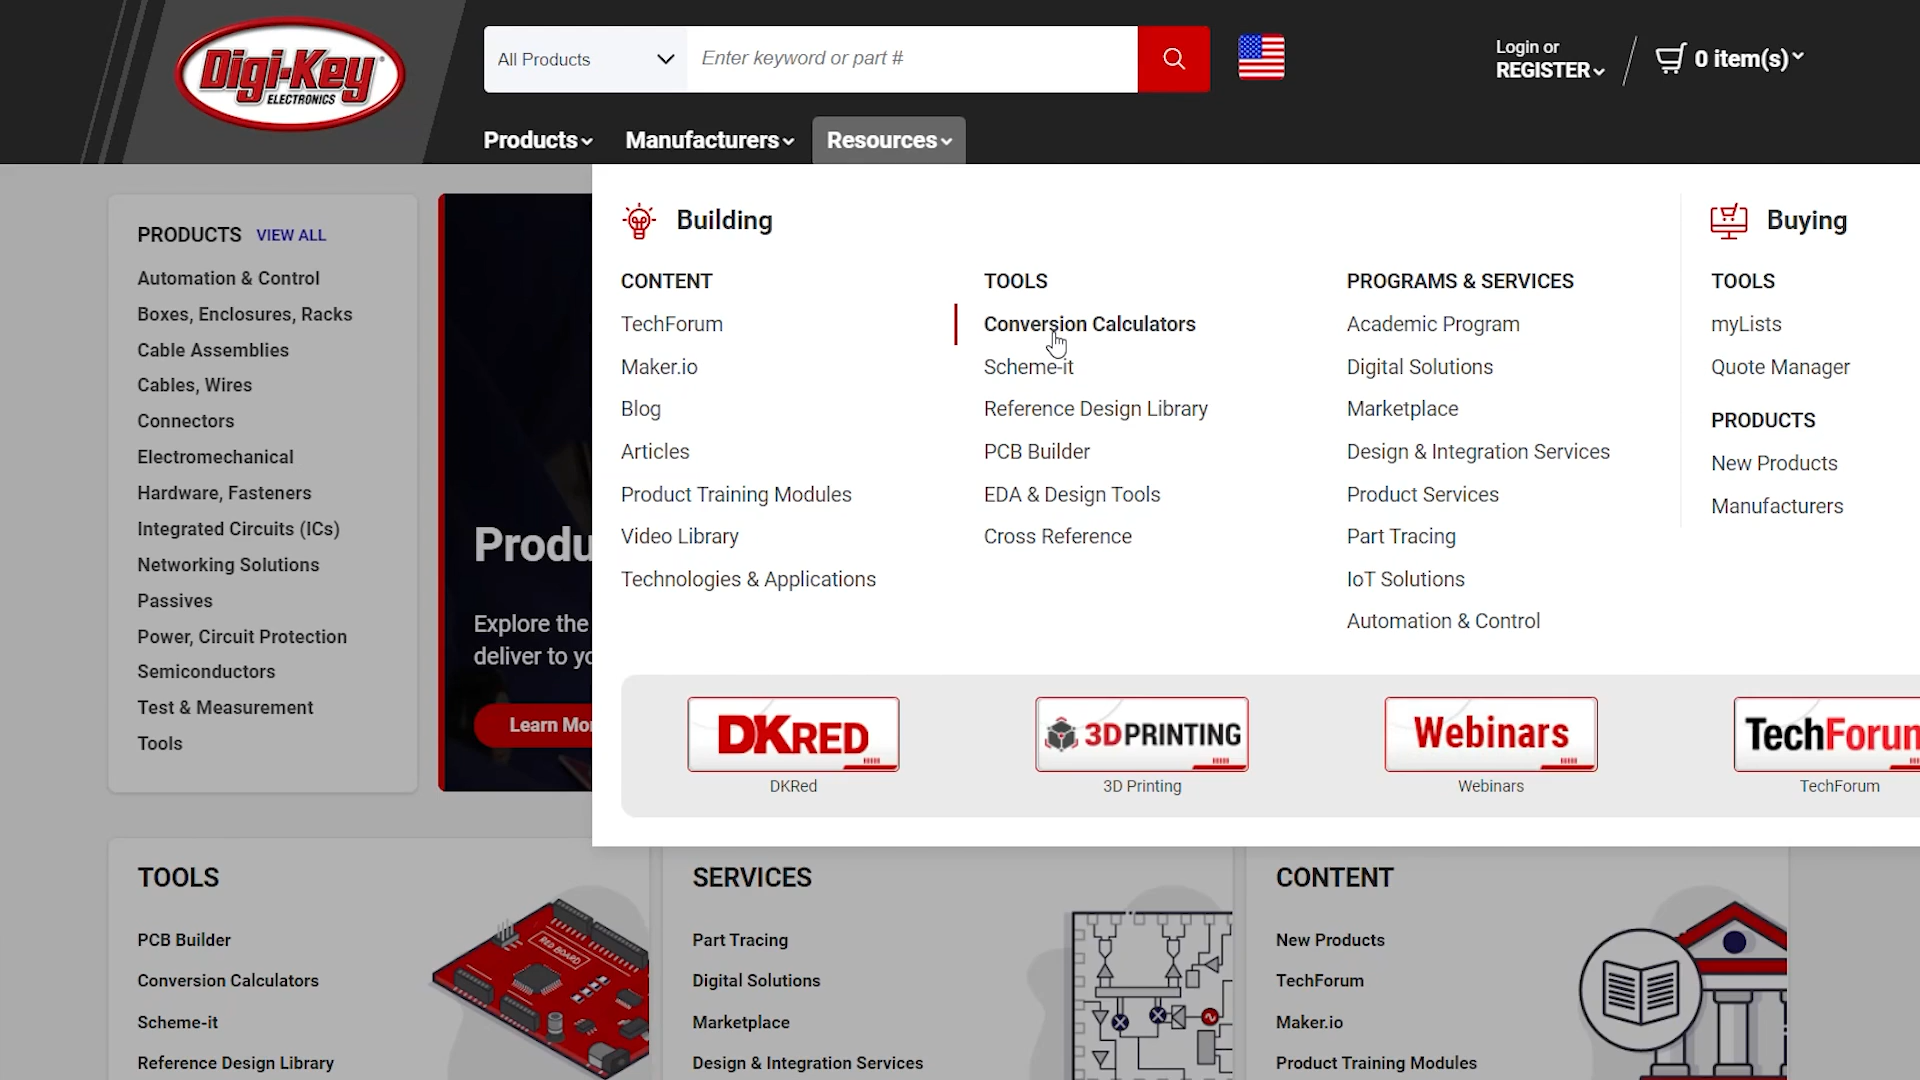 Digi-Key
ELECTRONICS
All Products
Enter keyword or part #
Login or
REGISTER
0 item(s)
Products
Manufacturers
Resources
PRODUCTS VIEW ALL
Automation & Control
Boxes, Enclosures, Racks
Cable Assemblies
Cables, Wires
Connectors
Electromechanical
Hardware, Fasteners
Integrated Circuits (ICs)
Networking Solutions
Passives
Power, Circuit Protection
Semiconductors
Test & Measurement
Tools
Produ
Explore the
deliver to yo
Learn Mor
Building
CONTENT
TechForum
Maker.io
Blog
Articles
Product Training Modules
Video Library
Technologies & Applications
TOOLS
Conversion Calculators
Scheme-it
Reference Design Library
PCB Builder
EDA & Design Tools
Cross Reference
PROGRAMS & SERVICES
Academic Program
Digital Solutions
Marketplace
Design & Integration Services
Product Services
Part Tracing
IoT Solutions
Automation & Control
Buying
TOOLS
myLists
Quote Manager
PRODUCTS
New Products
Manufacturers
DKRED
DKRed
3DPRINTING
3D Printing
Webinars
Webinars
TechForum
TechForum
TOOLS
PCB Builder
Conversion Calculators
Scheme-it
Reference Design Library
RED BOARD
SERVICES
Part Tracing
Digital Solutions
Marketplace
Design & Integration Services
CONTENT
New Products
TechForum
Maker.io
Product Training Modules